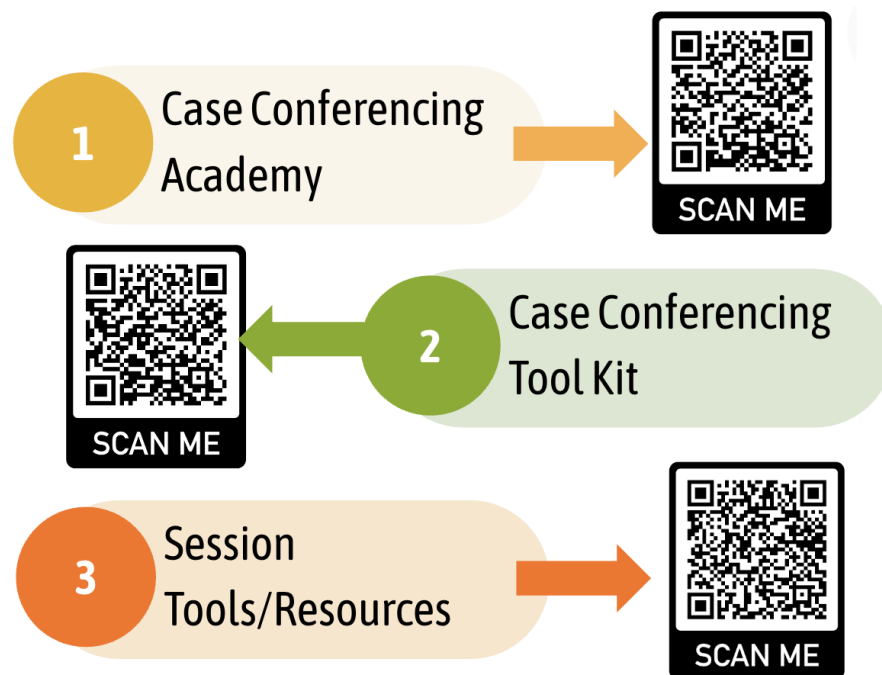 1
Case Conferencing
Academy
SCAN ME
2
Case Conferencing
Tool Kit
SCAN ME
3
Session
Tools/Resources
SCAN ME